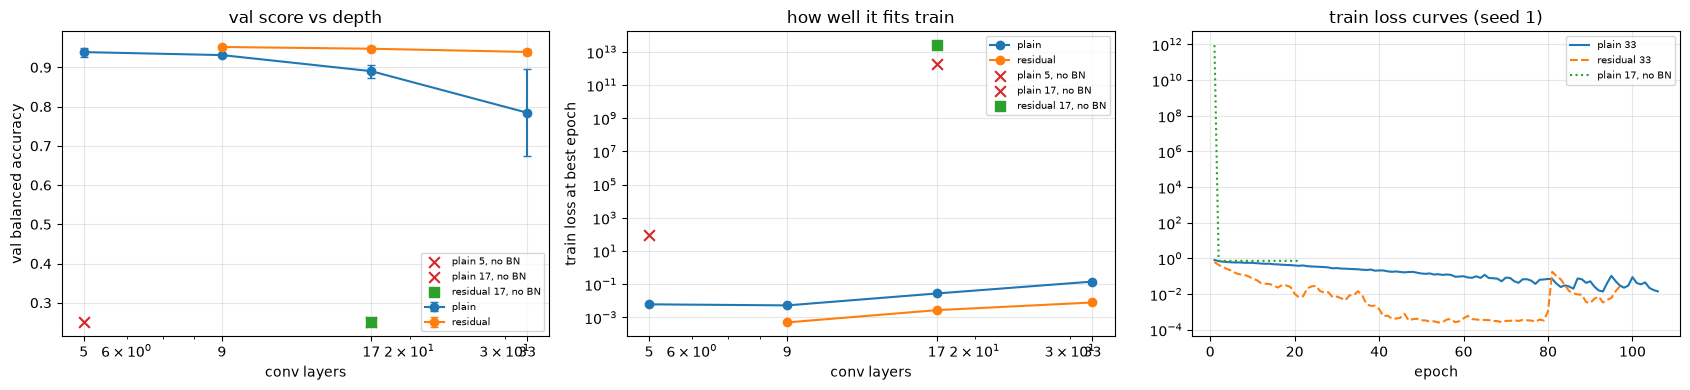 val score vs depth
val balanced accuracy
0.9
0.8
0.7
0.6
0.5
0.4
0.3
plain 5, no BN
plain 17, no BN
residual 17, no BN
plain
residual
5
6 × 10⁰
9
17
2 × 10¹
3 × 10¹
33
conv layers
how well it fits train
train loss at best epoch
10¹³
10¹¹
10⁹
10⁷
10⁵
10³
10¹
10⁻¹
10⁻³
plain
residual
plain 5, no BN
plain 17, no BN
residual 17, no BN
5
6 × 10⁰
9
17
2 × 10¹
3 × 10¹
33
conv layers
train loss curves (seed 1)
10¹²
10¹⁰
10⁸
10⁶
10⁴
10²
10⁰
10⁻²
10⁻⁴
plain 33
residual 33
plain 17, no BN
0
20
40
60
80
100
epoch